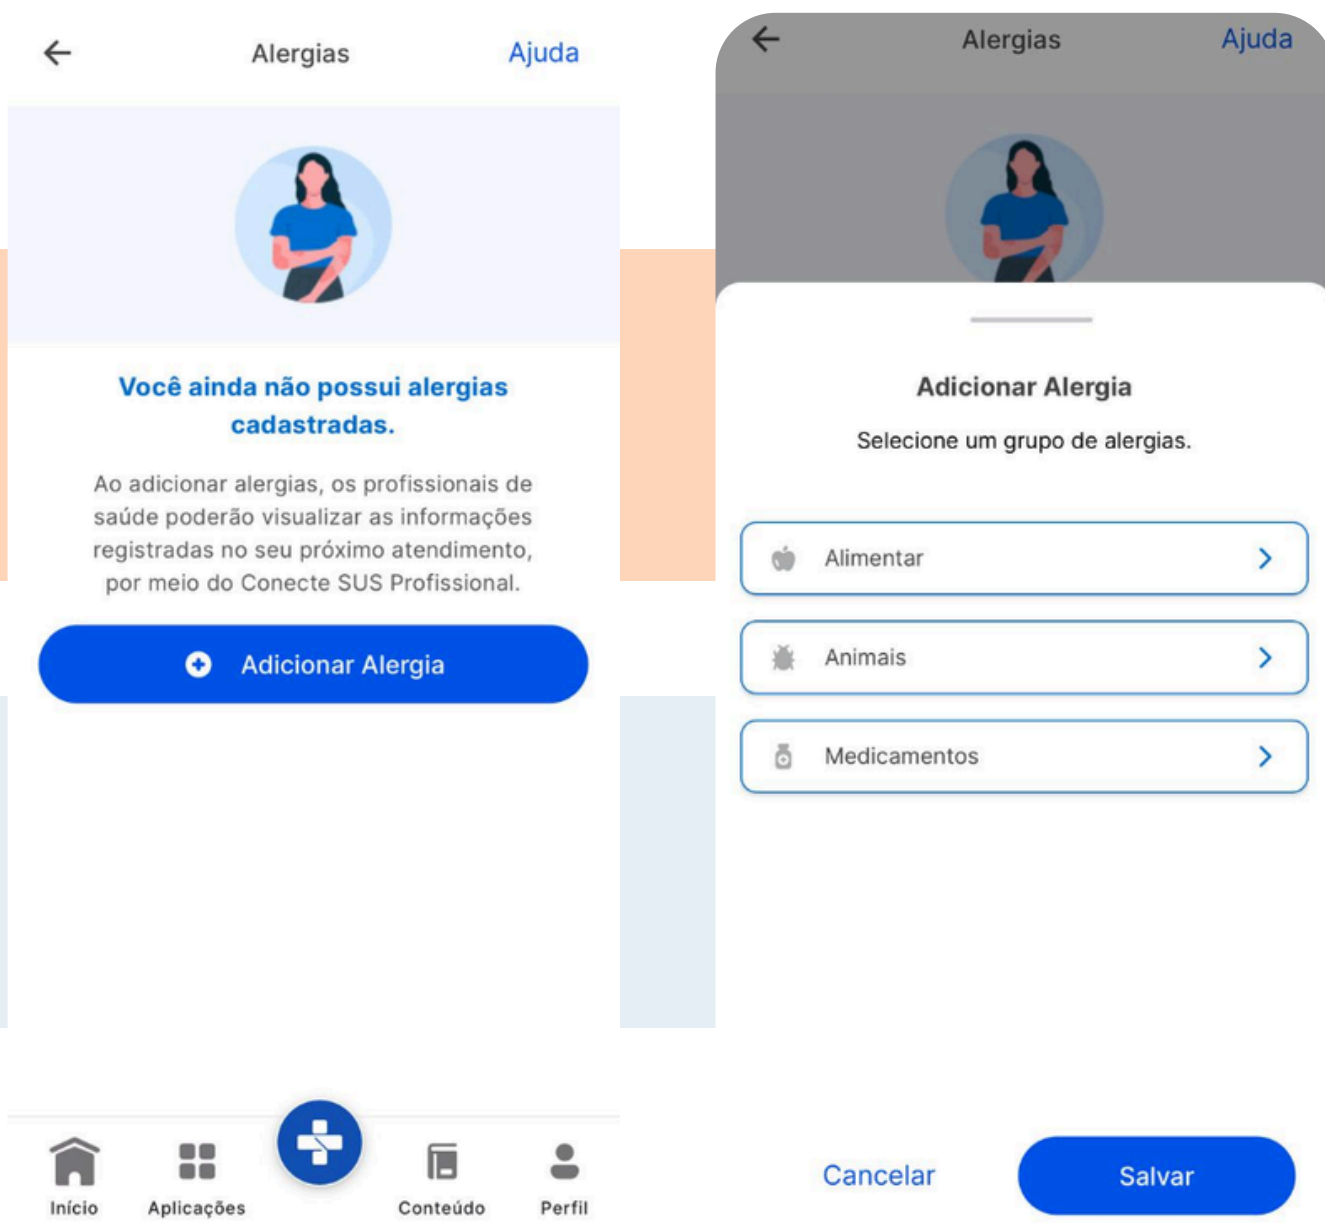 Alergias
Ajuda
Você ainda não possui alergias
cadastradas.
Ao adicionar alergias, os profissionais de
saúde poderão visualizar as informações
registradas no seu próximo atendimento,
por meio do Conecte SUS Profissional.
Adicionar Alergia
Início
Aplicações
Conteúdo
Perfil
Alergias
Ajuda
Adicionar Alergia
Selecione um grupo de alergias.
Alimentar
Animais
Medicamentos
Cancelar
Salvar